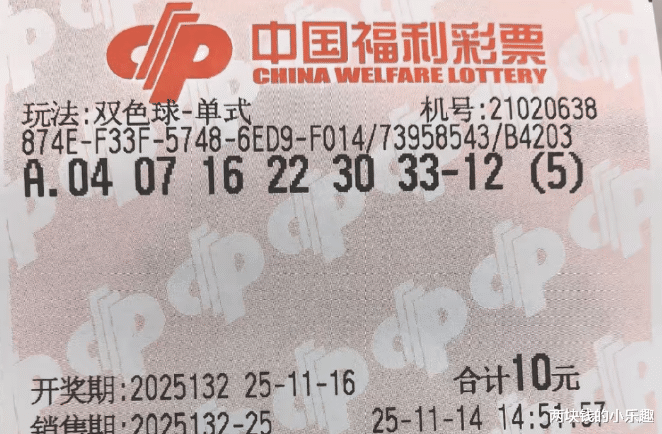 中国福利彩票
CHINA WELFARE LOTTERY
玩法:双色球-单式 机号:21020638
874E-F33F-5748-6ED9-F014/73958543/B4203
A.04 07 16 22 30 33-12 (5)
开奖期:2025132 25-11-16 合计10元
销售期:2025132-25 25-11-14 14:51:57
两块钱的小乐趣